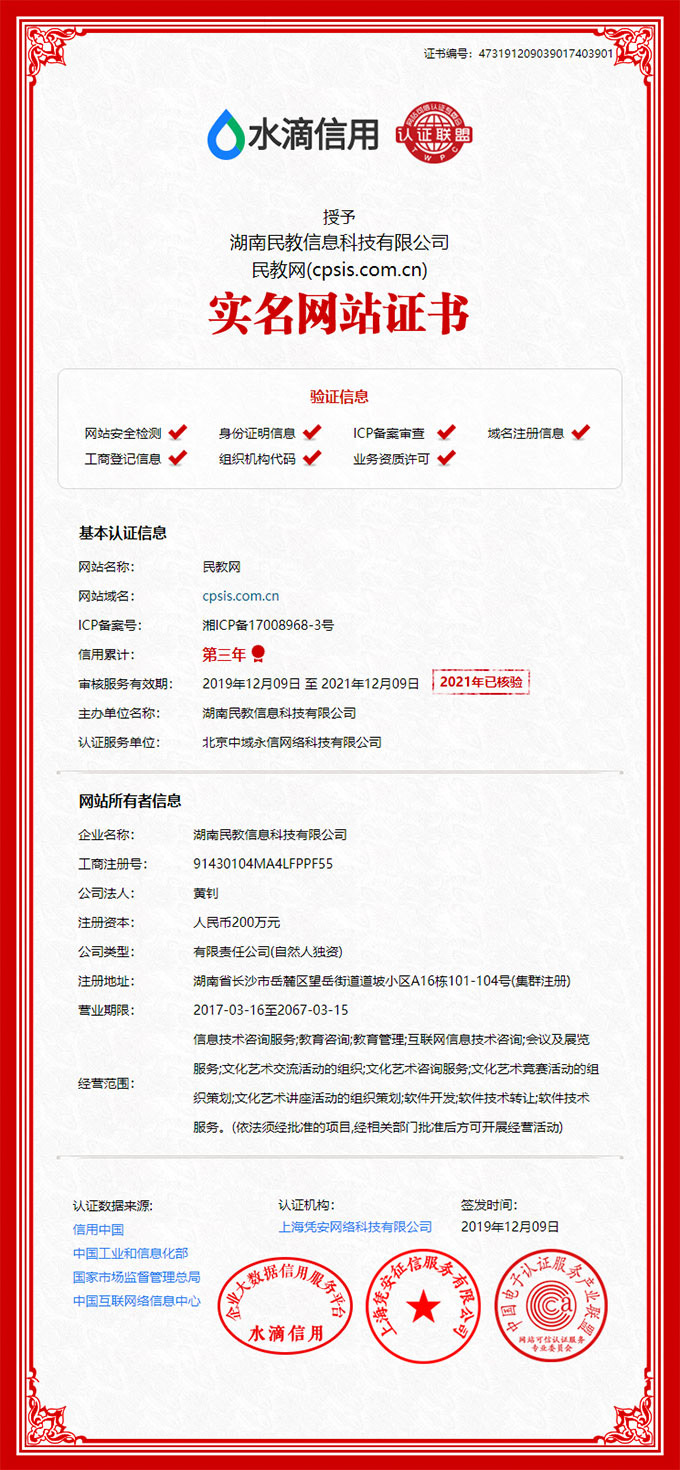 证书编号：473191209039017403901
水滴信用
网站可信认证服务委员会
认证联盟
TWPC
授予
湖南民教信息科技有限公司
民教网(cpsis.com.cn)
实名网站证书
验证信息
网站安全检测 身份证明信息 ICP备案审查 域名注册信息
工商登记信息 组织机构代码 业务资质许可
基本认证信息
网站名称： 民教网
网站域名： cpsis.com.cn
ICP备案号： 湘ICP备17008968-3号
信用累计： 第三年
审核服务有效期： 2019年12月09日 至 2021年12月09日 2021年已核验
主办单位名称： 湖南民教信息科技有限公司
认证服务单位： 北京中域永信网络科技有限公司
网站所有者信息
企业名称： 湖南民教信息科技有限公司
工商注册号： 91430104MA4LFPPF55
公司法人： 黄钊
注册资本： 人民币200万元
公司类型： 有限责任公司(自然人独资)
注册地址： 湖南省长沙市岳麓区望岳街道道坡小区A16栋101-104号(集群注册)
营业期限： 2017-03-16至2067-03-15
经营范围： 信息技术咨询服务;教育咨询;教育管理;互联网信息技术咨询;会议及展览
服务;文化艺术交流活动的组织;文化艺术咨询服务;文化艺术竞赛活动的组
织策划;文化艺术讲座活动的组织策划;软件开发;软件技术转让;软件技术
服务。(依法须经批准的项目,经相关部门批准后方可开展经营活动)
认证数据来源: 认证机构： 签发时间：
信用中国 上海凭安网络科技有限公司 2019年12月09日
中国工业和信息化部
国家市场监督管理总局
中国互联网络信息中心
企业大数据信用服务平台
水滴信用
上海凭安征信服务有限公司
中国电子认证服务产业联盟
Ca
网站可信认证服务
专业委员会